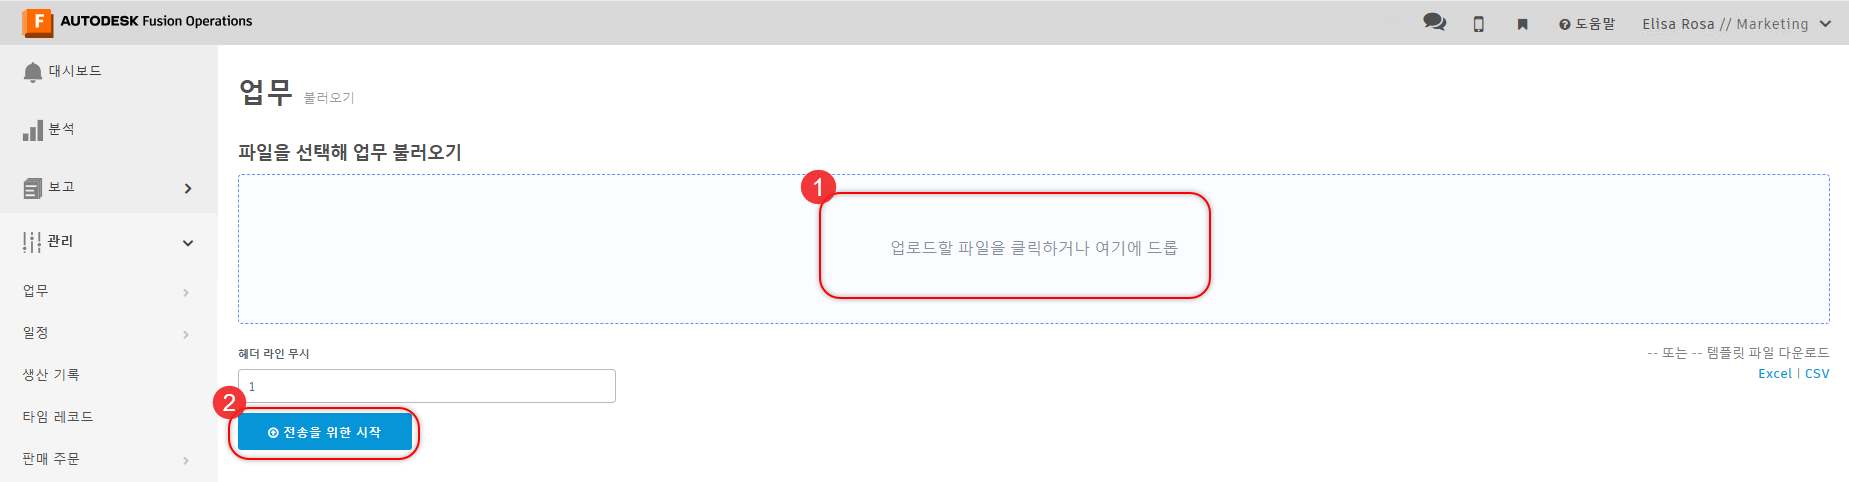 F AUTODESK Fusion Operations
도움말 Elisa Rosa // Marketing
대시보드
분석
보고
관리
업무
일정
생산 기록
타임 레코드
판매 주문
업무 불러오기
파일을 선택해 업무 불러오기
1
업로드할 파일을 클릭하거나 여기에 드롭
헤더 라인 무시
1
-- 또는 -- 템플릿 파일 다운로드
Excel | CSV
2
전송을 위한 시작